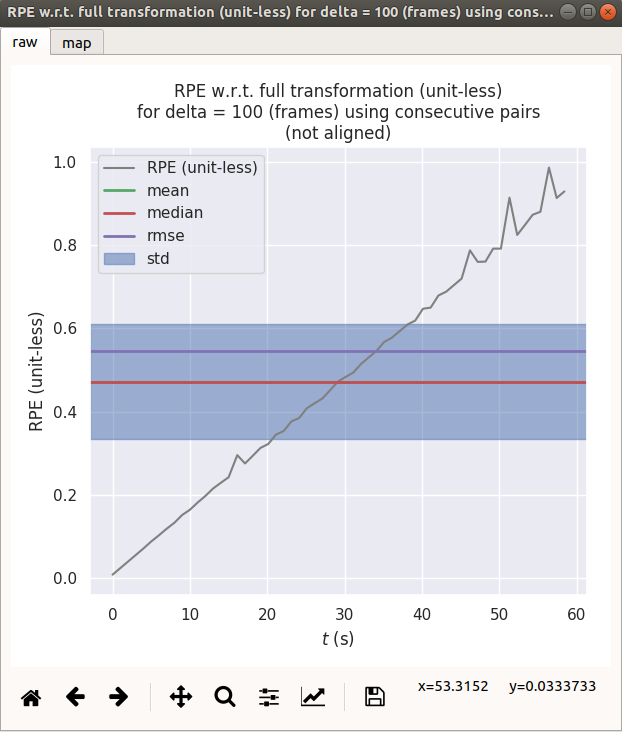 RPE w.r.t. full transformation (unit-less) for delta = 100 (frames) using cons...
raw map
RPE w.r.t. full transformation (unit-less)
for delta = 100 (frames) using consecutive pairs
(not aligned)
RPE (unit-less)
mean
median
rmse
std
1.0
0.8
0.6
0.4
0.2
0.0
RPE (unit-less)
0 10 20 30 40 50 60
t (s)
x=53.3152 y=0.0333733